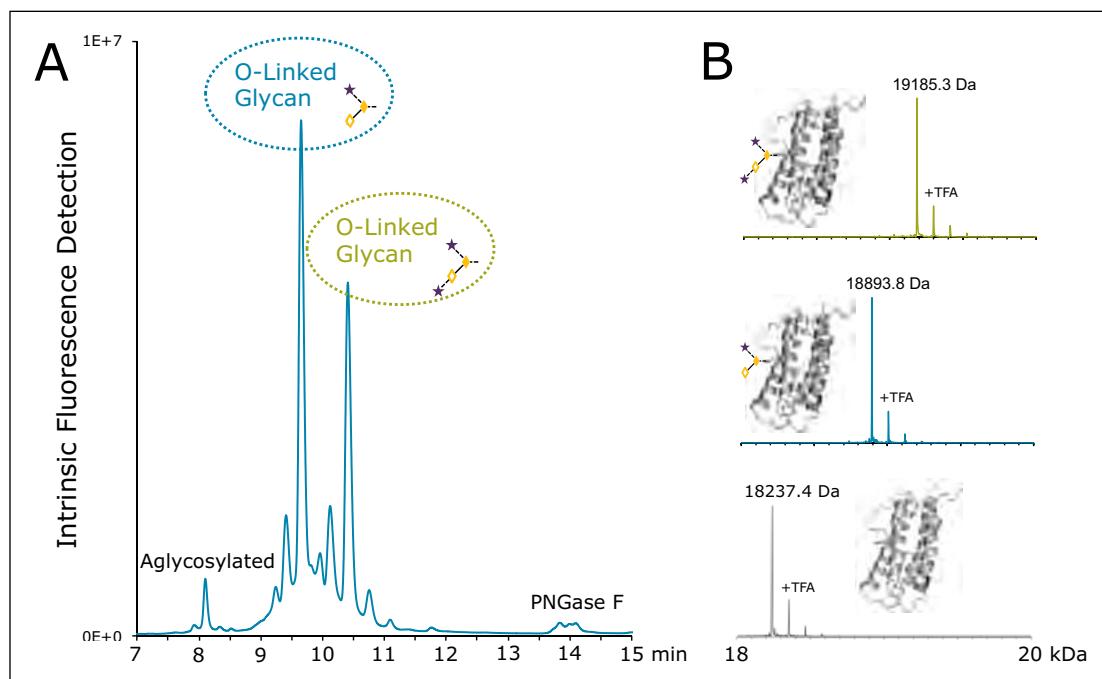 A
1E+7
O-Linked
Glycan
O-Linked
Glycan
Intrinsic Fluorescence Detection
Aglycosylated
PNGase F
0E+0
7 8 9 10 11 12 13 14 15 min
B
19185.3 Da
+TFA
18893.8 Da
+TFA
18237.4 Da
+TFA
18 20 kDa